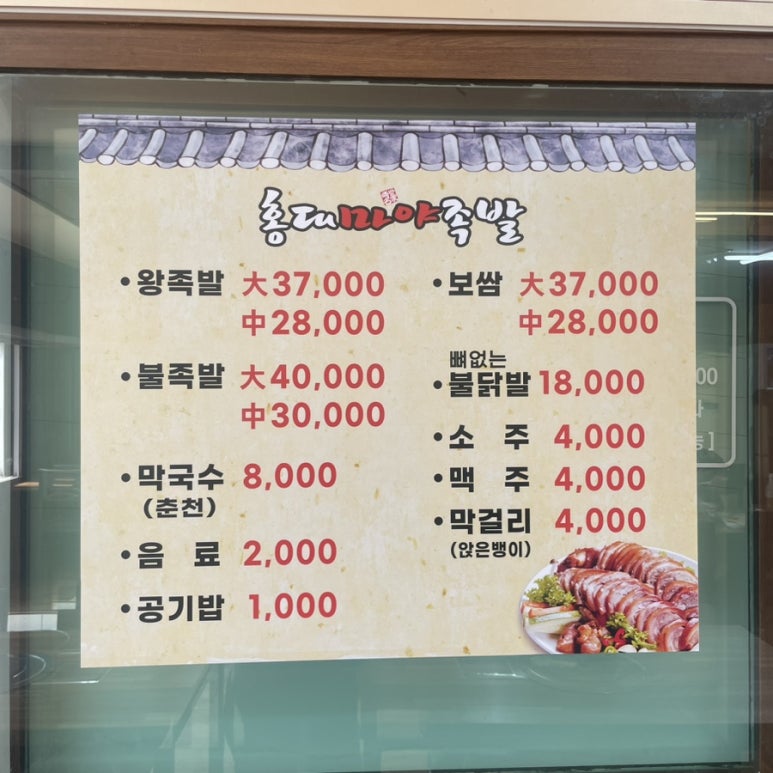 홍대마야족발
•왕족발 大37,000
中28,000
•불족발 大40,000
中30,000
•막국수 8,000
(춘천)
•음 료 2,000
•공기밥 1,000
•보쌈 大37,000
中28,000
뼈없는
•불닭발 18,000
•소 주 4,000
•맥 주 4,000
•막걸리 4,000
(앉은뱅이)